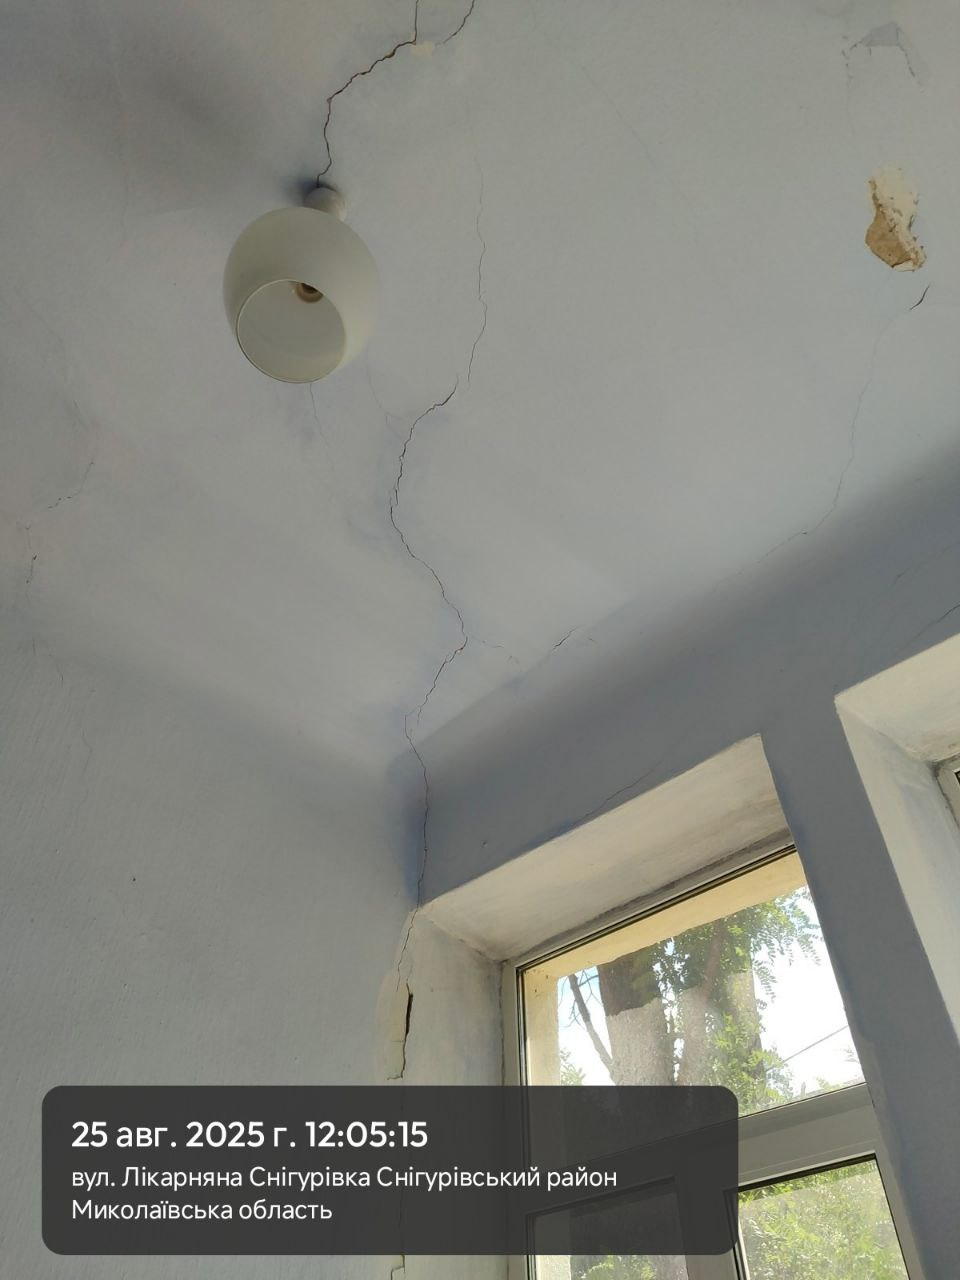 25 авг. 2025 г. 12:05:15
вул. Лікарняна Снігурівка Снігурівський район
Миколаївська область